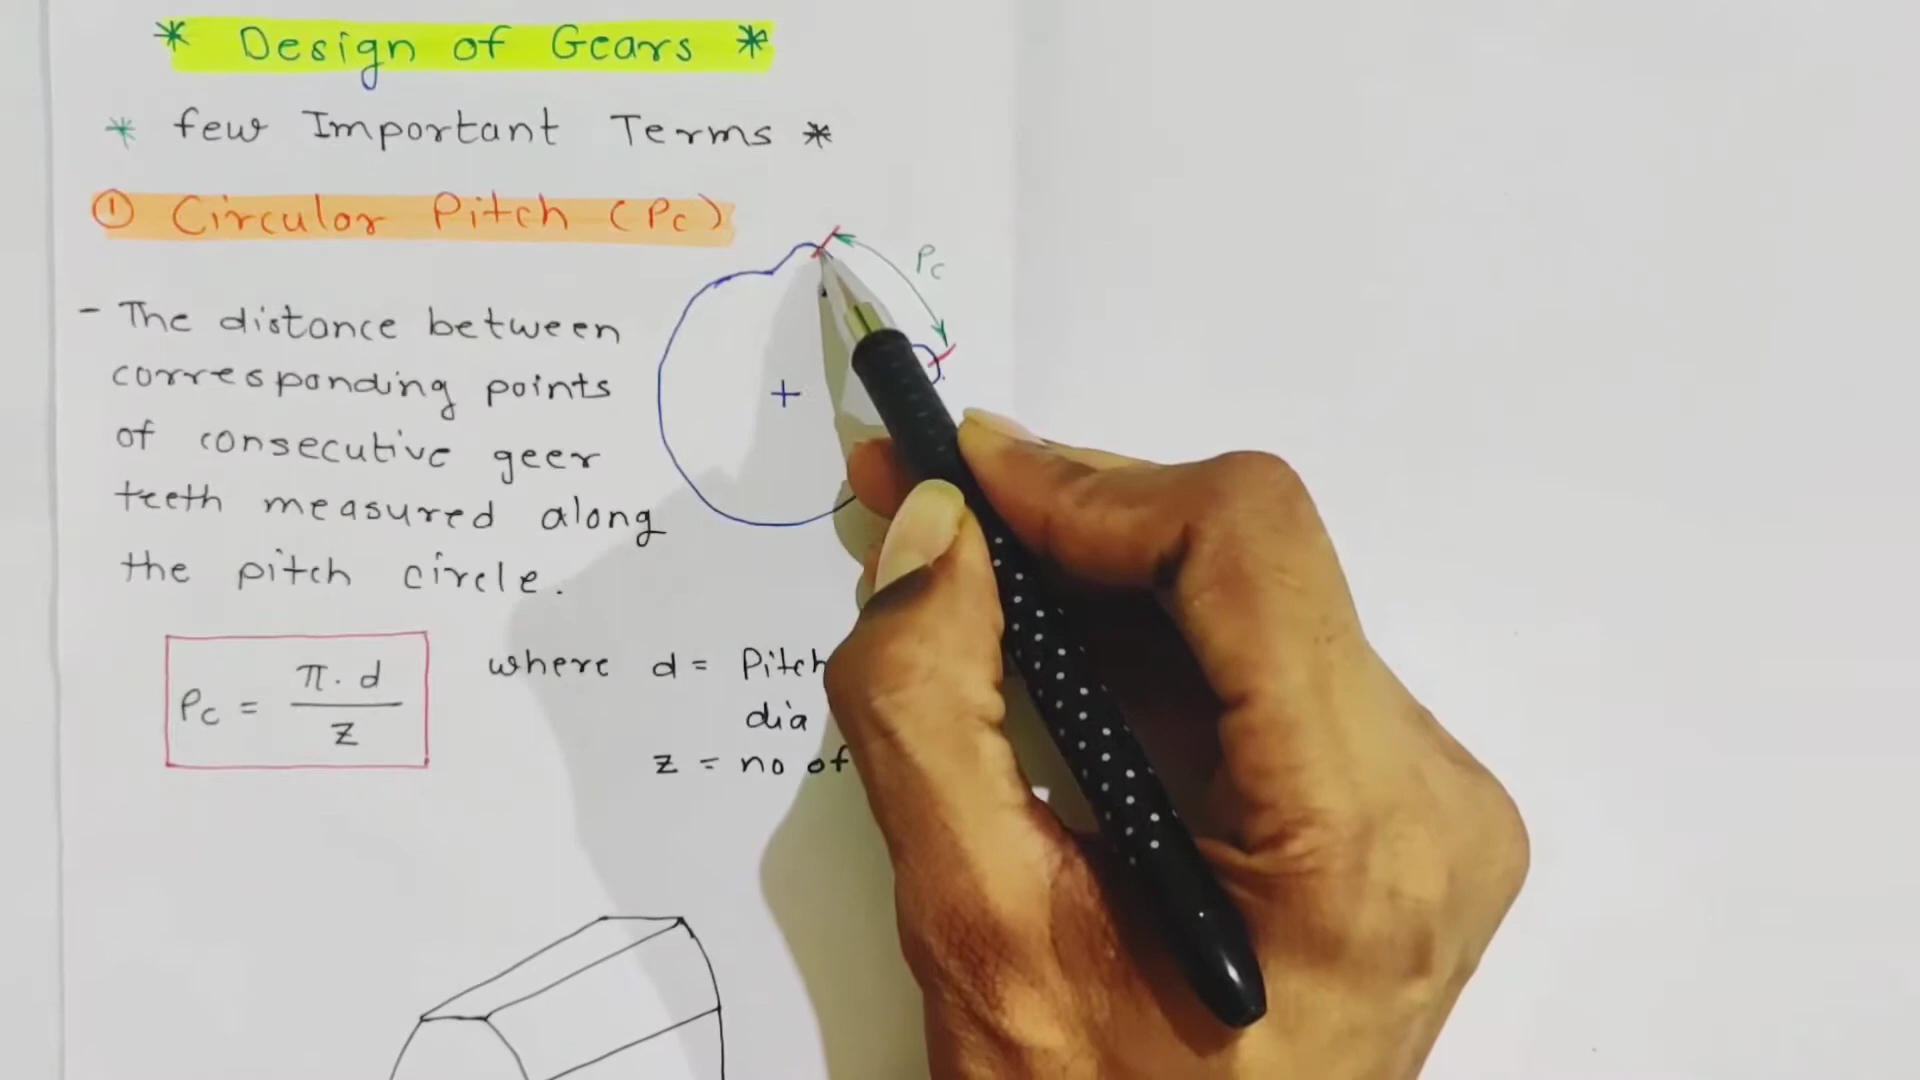 * Design of Gears *
* few Important Terms *
① Circular Pitch (Pc)
Pc
- The distance between
corresponding points
of consecutive geer
teeth measured along
the pitch circle.
Pc = π. d / z
where d = Pitch
dia
z = no of